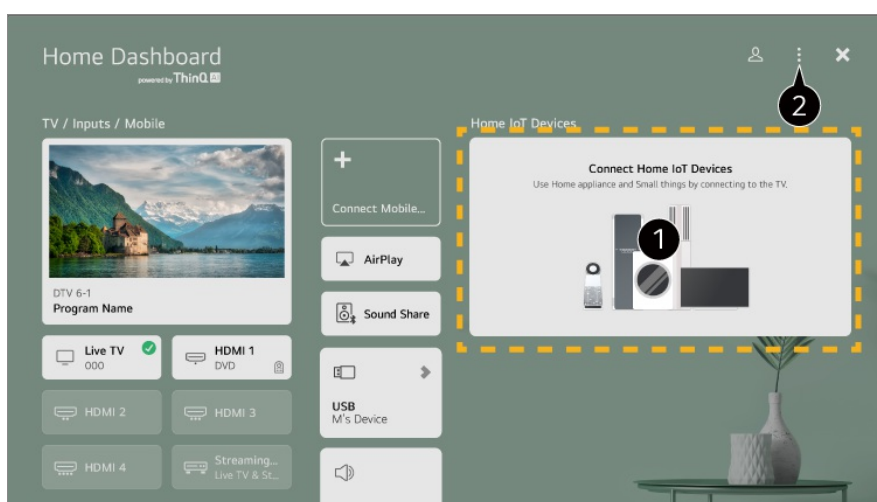 Home Dashboard
powered by ThinQ AI
2
TV / Inputs / Mobile
Home IoT Devices
Connect Mobile...
Connect Home IoT Devices
Use Home appliance and Small things by connecting to the TV.
1
AirPlay
DTV 6-1
Program Name
Sound Share
Live TV
000
HDMI 1
DVD
USB
M's Device
HDMI 2
HDMI 3
HDMI 4
Streaming...
Live TV & St...